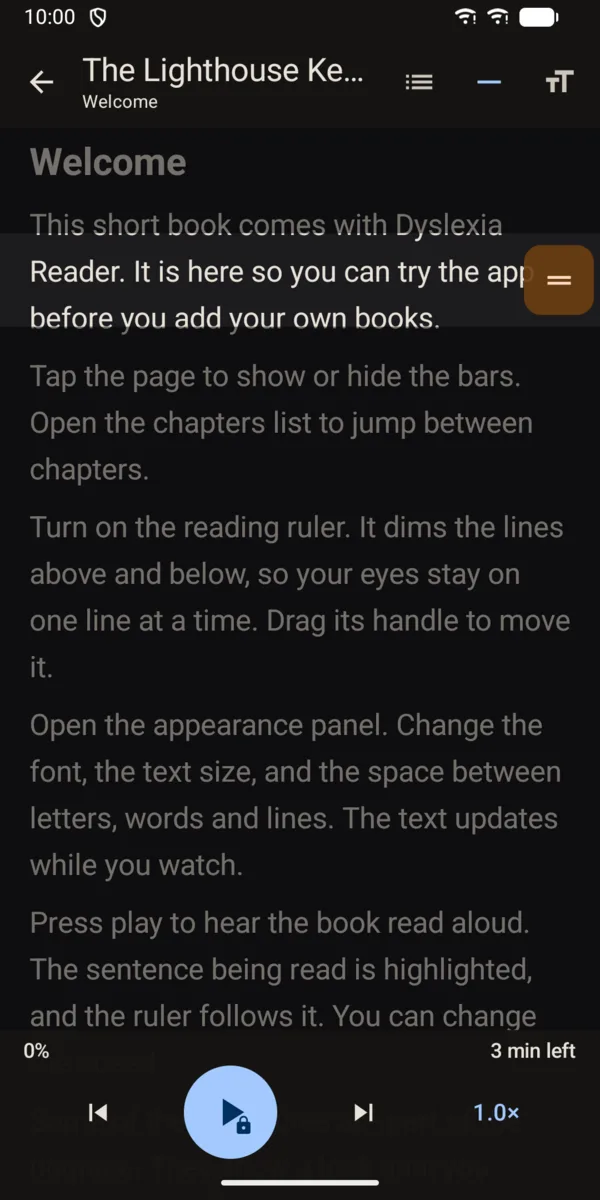 10:00
The Lighthouse Ke...
Welcome
Welcome
This short book comes with Dyslexia
Reader. It is here so you can try the app
before you add your own books.
Tap the page to show or hide the bars.
Open the chapters list to jump between
chapters.
Turn on the reading ruler. It dims the lines
above and below, so your eyes stay on
one line at a time. Drag its handle to move
it.
Open the appearance panel. Change the
font, the text size, and the space between
letters, words and lines. The text updates
while you watch.
Press play to hear the book read aloud.
The sentence being read is highlighted,
and the ruler follows it. You can change
0%
3 min left
1.0×